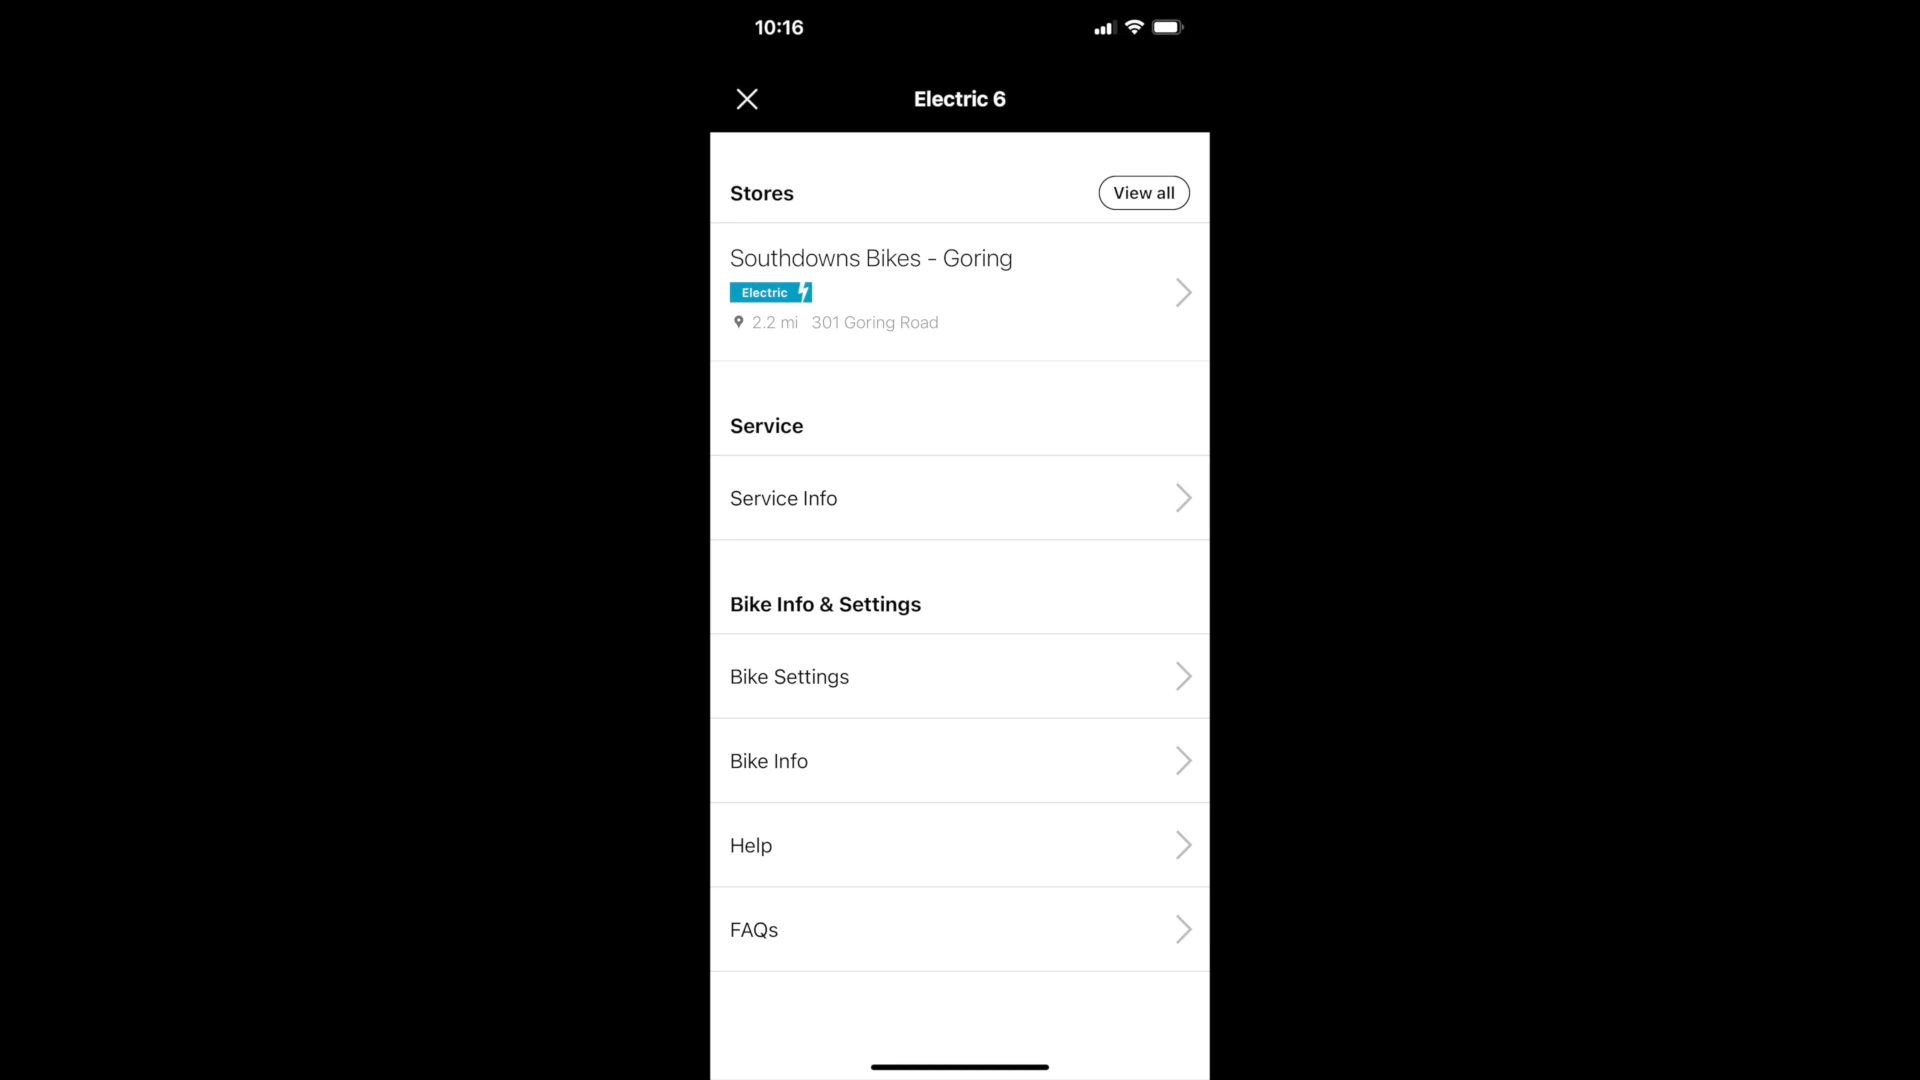 10:16
Electric 6
Stores
View all
Southdowns Bikes - Goring
Electric
2.2 mi 301 Goring Road
Service
Service Info
Bike Info & Settings
Bike Settings
Bike Info
Help
FAQs